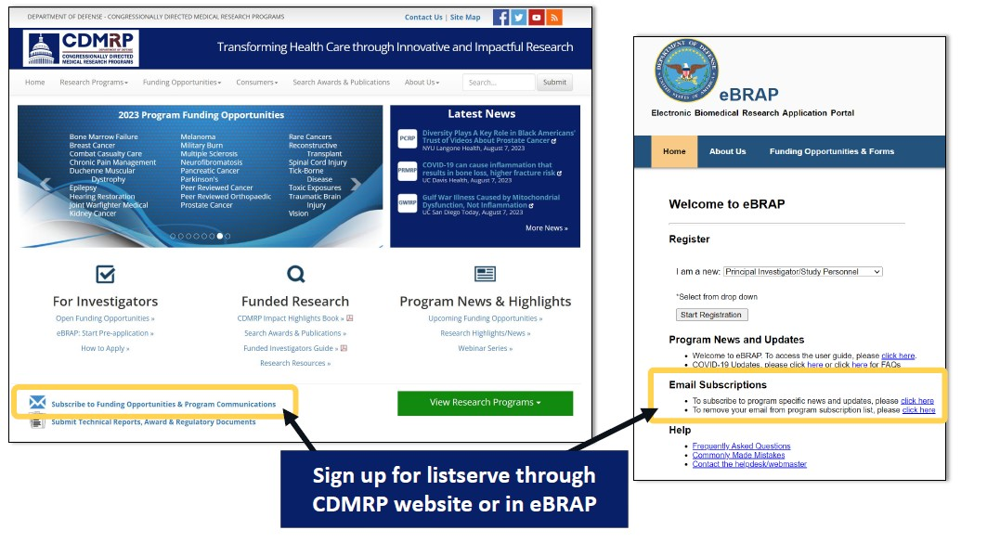 DEPARTMENT OF DEFENSE - CONGRESSIONALLY DIRECTED MEDICAL RESEARCH PROGRAMS
Contact Us | Site Map
CDMRP
DEPARTMENT OF DEFENSE
CONGRESSIONALLY DIRECTED
MEDICAL RESEARCH PROGRAMS
Transforming Health Care through Innovative and Impactful Research
Home Research Programs Funding Opportunities Consumers Search Awards & Publications About Us Search... Submit
2023 Program Funding Opportunities
Bone Marrow Failure
Breast Cancer
Combat Casualty Care
Chronic Pain Management
Duchenne Muscular
Dystrophy
Epilepsy
Hearing Restoration
Joint Warfighter Medical
Kidney Cancer
Melanoma
Military Burn
Multiple Sclerosis
Neurofibromatosis
Pancreatic Cancer
Parkinson's
Peer Reviewed Cancer
Peer Reviewed Orthopaedic
Prostate Cancer
Rare Cancers
Reconstructive
Transplant
Spinal Cord Injury
Tick-Borne
Disease
Toxic Exposures
Traumatic Brain
Injury
Vision
Latest News
PCRP
Diversity Plays A Key Role in Black Americans'
Trust of Videos About Prostate Cancer
NYU Langone Health, August 7, 2023
PRMRP
COVID-19 can cause inflammation that
results in bone loss, higher fracture risk
UC Davis Health, August 7, 2023
GWIRP
Gulf War Illness Caused by Mitochondrial
Dysfunction, Not Inflammation
UC San Diego Today, August 7, 2023
More News »
For Investigators
Open Funding Opportunities »
eBRAP: Start Pre-application »
How to Apply »
Funded Research
CDMRP Impact Highlights Book »
Search Awards & Publications »
Funded Investigators Guide »
Research Resources »
Program News & Highlights
Upcoming Funding Opportunities »
Research Highlights/News »
Webinar Series »
Subscribe to Funding Opportunities & Program Communications
Submit Technical Reports, Award & Regulatory Documents
View Research Programs
DEPARTMENT OF DEFENSE
UNITED STATES OF AMERICA
eBRAP
Electronic Biomedical Research Application Portal
Home About Us Funding Opportunities & Forms
Welcome to eBRAP
Register
I am a new: Principal Investigator/Study Personnel
*Select from drop down
Start Registration
Program News and Updates
• Welcome to eBRAP. To access the user guide, please click here.
• COVID-19 Updates, please click here or click here for FAQs
Email Subscriptions
• To subscribe to program specific news and updates, please click here
• To remove your email from program subscription list, please click here
Help
• Frequently Asked Questions
• Commonly Made Mistakes
• Contact the helpdesk/webmaster
Sign up for listserve through
CDMRP website or in eBRAP